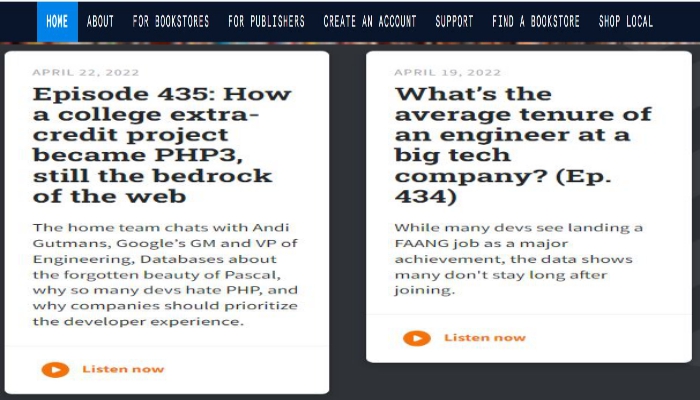 HOME ABOUT FOR BOOKSTORES FOR PUBLISHERS CREATE AN ACCOUNT SUPPORT FIND A BOOKSTORE SHOP LOCAL
APRIL 22, 2022
Episode 435: How
a college extra-
credit project
became PHP3,
still the bedrock
of the web
The home team chats with Andi
Gutmans, Google's GM and VP of
Engineering, Databases about
the forgotten beauty of Pascal,
why so many devs hate PHP, and
why companies should prioritize
the developer experience.
Listen now
APRIL 19, 2022
What's the
average tenure of
an engineer at a
big tech
company? (Ep.
434)
While many devs see landing a
FAANG job as a major
achievement, the data shows
many don't stay long after
joining.
Listen now